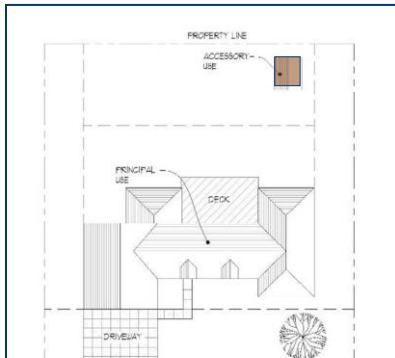 PROPERTY LINE
ACCESSORY
USE
PRINCIPAL
USE
DECK
DRIVEWAY